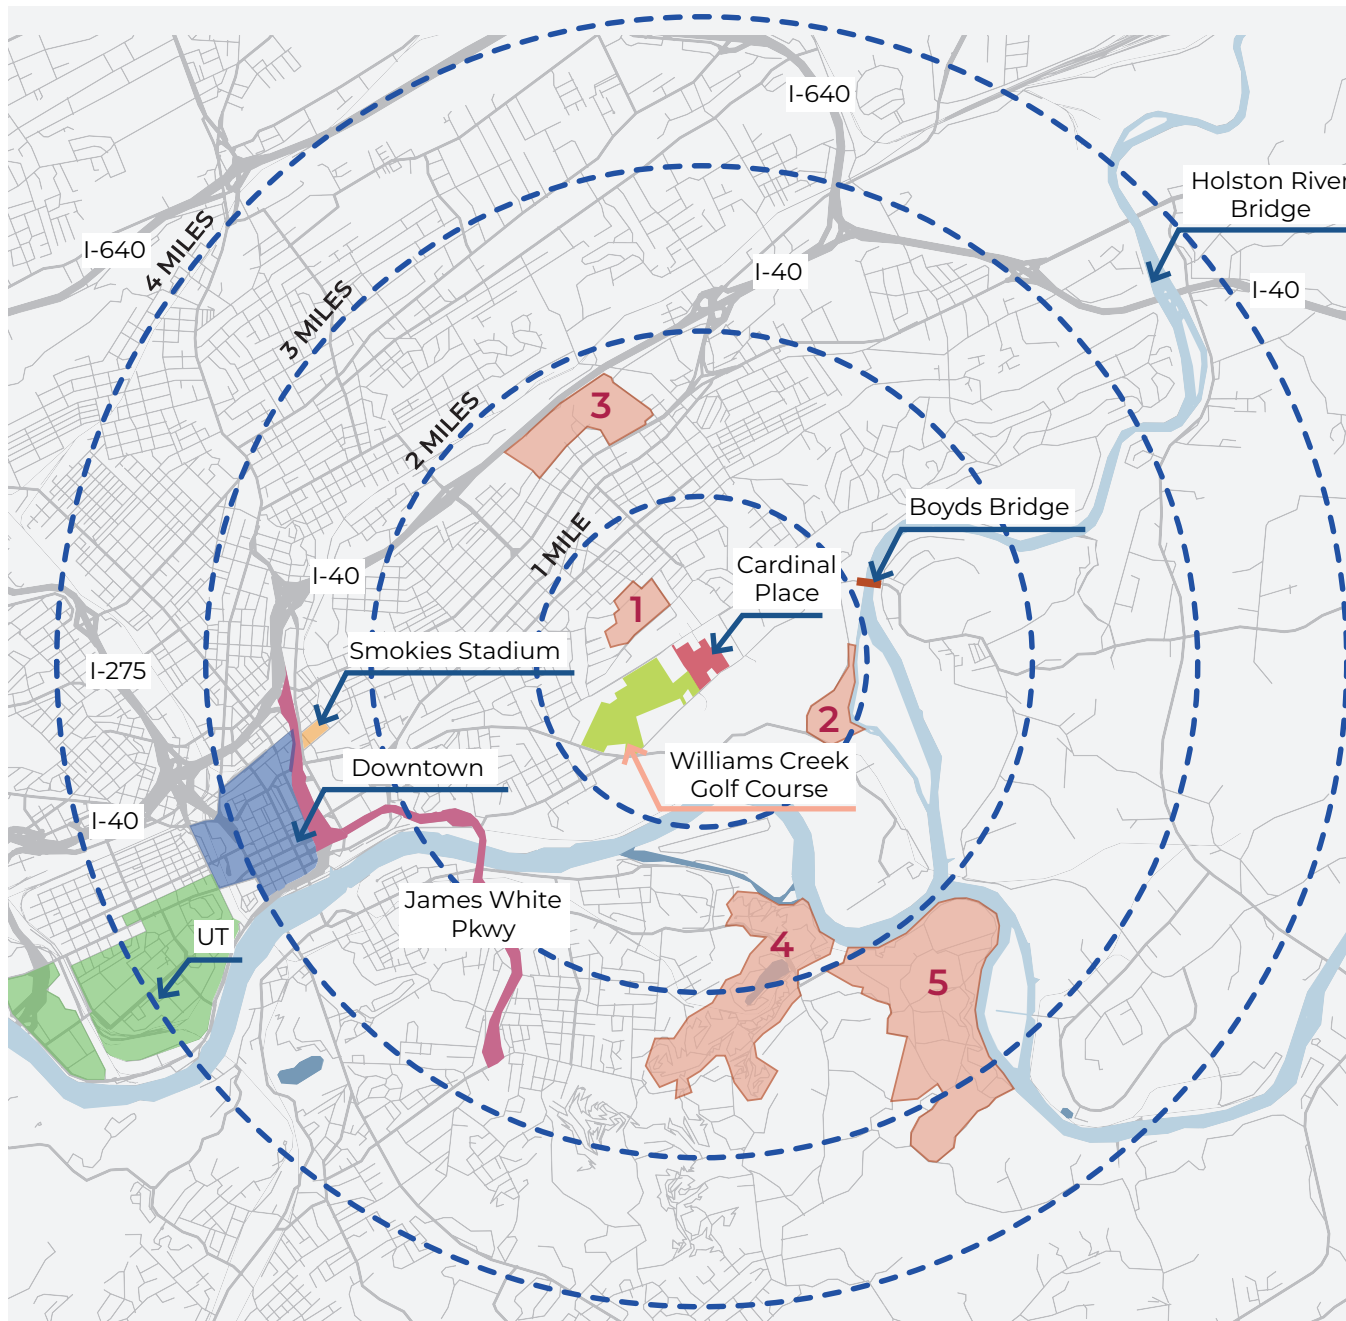 I-640
Holston River
Bridge
I-640
4 MILES
I-40
I-40
3 MILES
2 MILES
3
Boyds Bridge
1 MILE
Cardinal
Place
I-40
1
Smokies Stadium
I-275
2
Williams Creek
Golf Course
Downtown
I-40
James White
Pkwy
UT
4
5